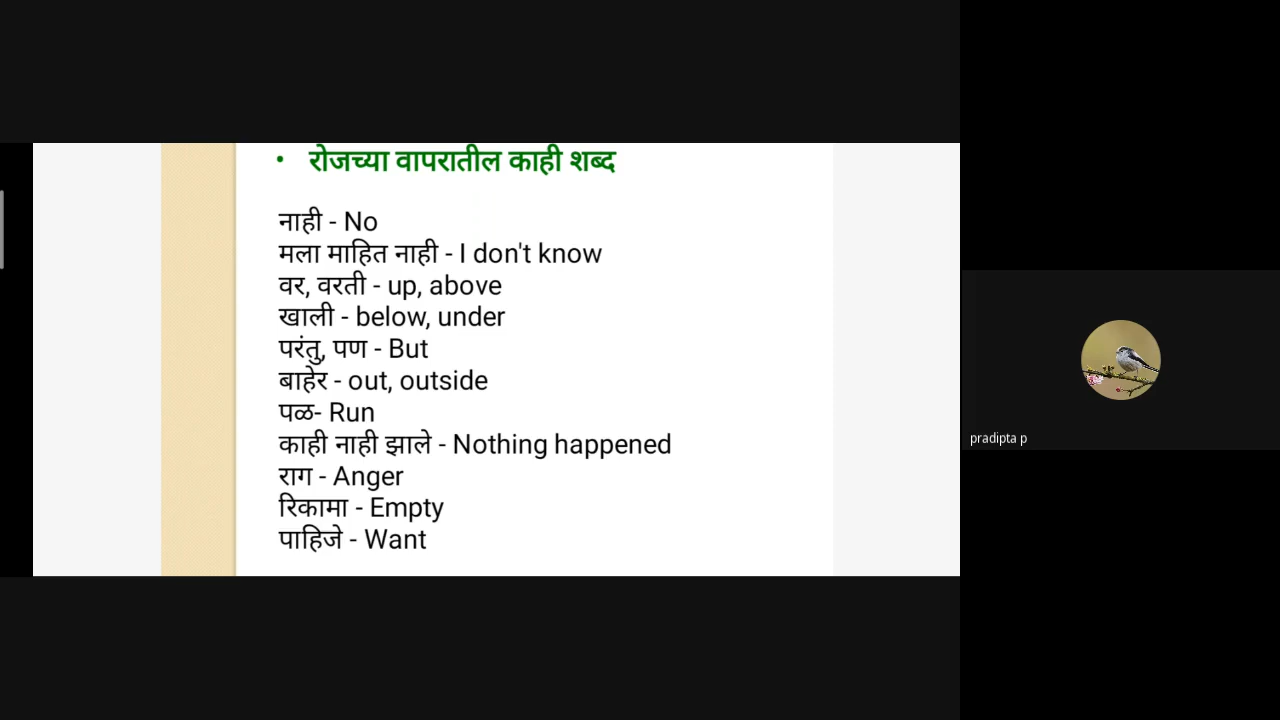 • रोजच्या वापरातील काही शब्द
नाही - No
मला माहित नाही - I don't know
वर, वरती - up, above
खाली - below, under
परंतु, पण - But
बाहेर - out, outside
पळ- Run
काही नाही झाले - Nothing happened
राग - Anger
रिकामा - Empty
पाहिजे - Want
pradipta p